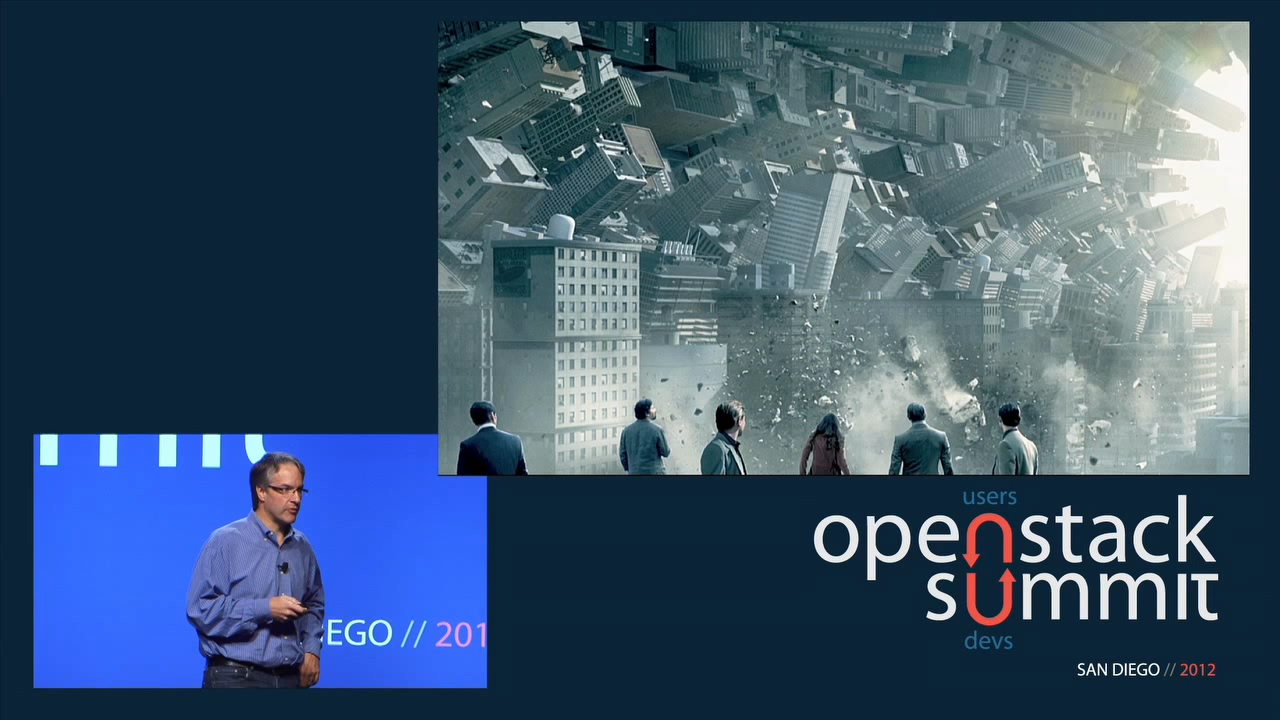 users
openstack
summit
devs
SAN DIEGO // 2012
EGO // 201